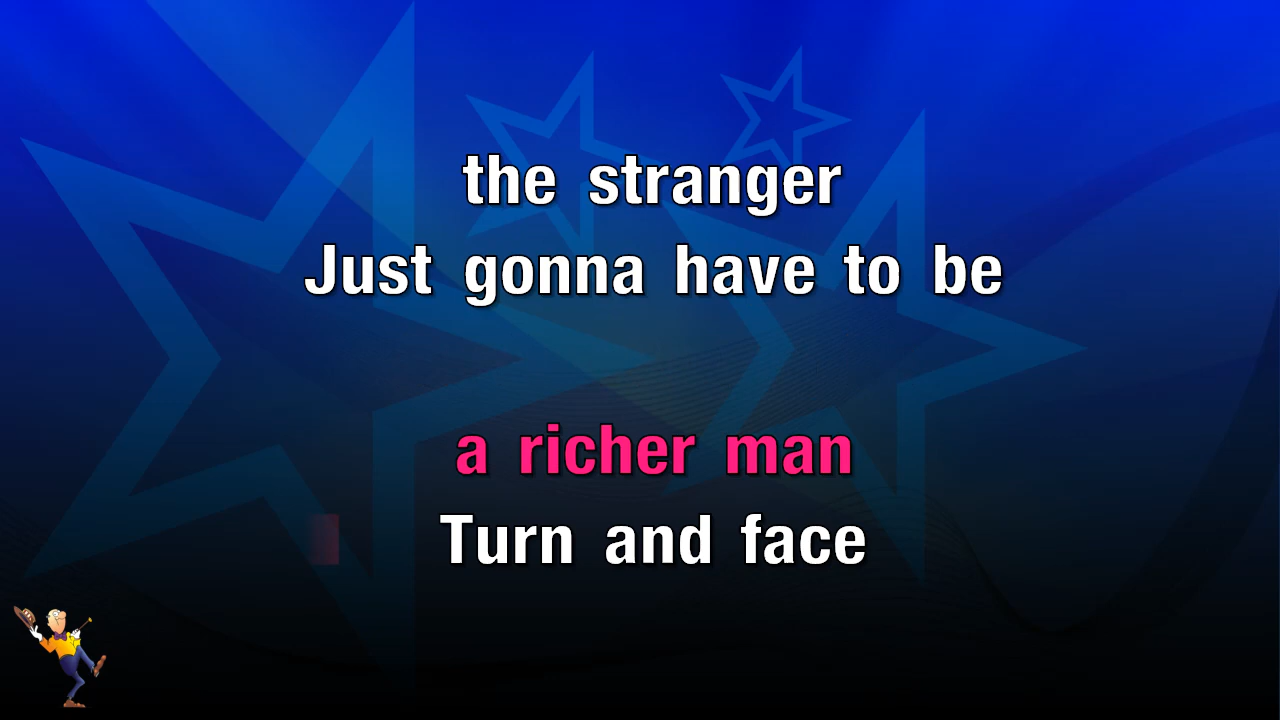 the stranger
Just gonna have to be
a richer man
Turn and face